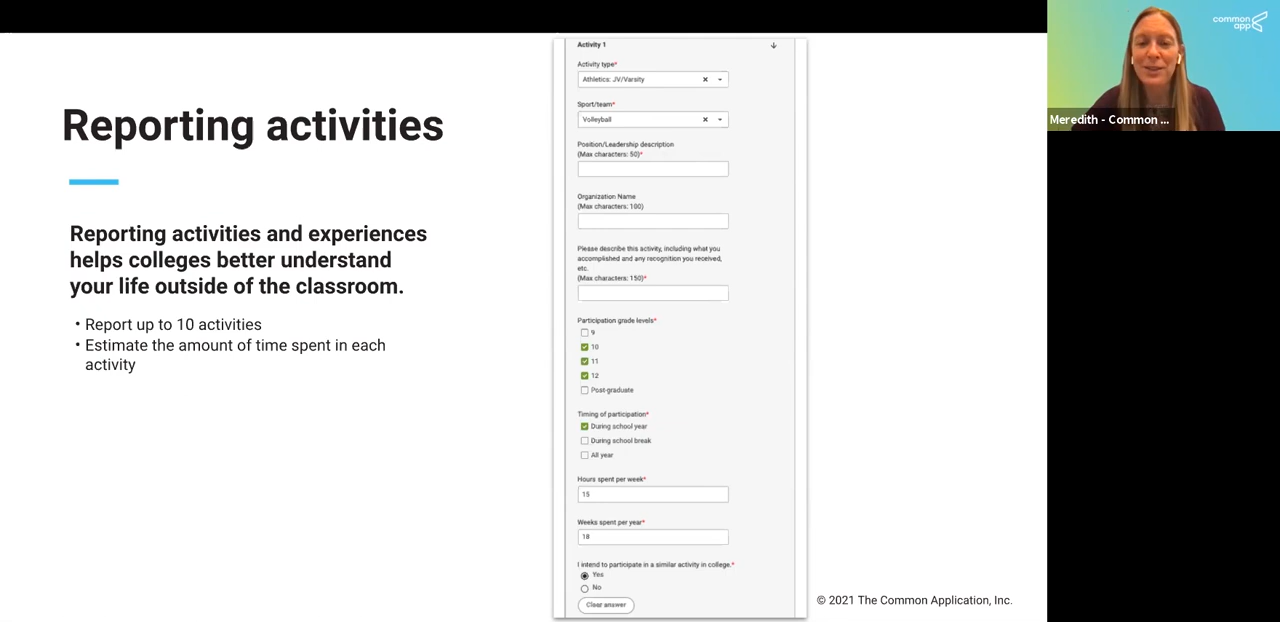 Reporting activities
Reporting activities and experiences
helps colleges better understand
your life outside of the classroom.
• Report up to 10 activities
• Estimate the amount of time spent in each
activity
Activity 1
Activity type*
Athletics: JV/Varsity
Sport/team*
Volleyball
Position/Leadership description
(Max characters: 50)*
Organization Name
(Max characters: 100)
Please describe this activity, including what you
accomplished and any recognition you received,
etc.
(Max characters: 150)*
Participation grade levels*
9
10
11
12
Post-graduate
Timing of participation*
During school year
During school break
All year
Hours spent per week*
15
Weeks spent per year*
18
I intend to participate in a similar activity in college.*
Yes
No
Clear answer
© 2021 The Common Application, Inc.
common
app
Meredith - Common ...